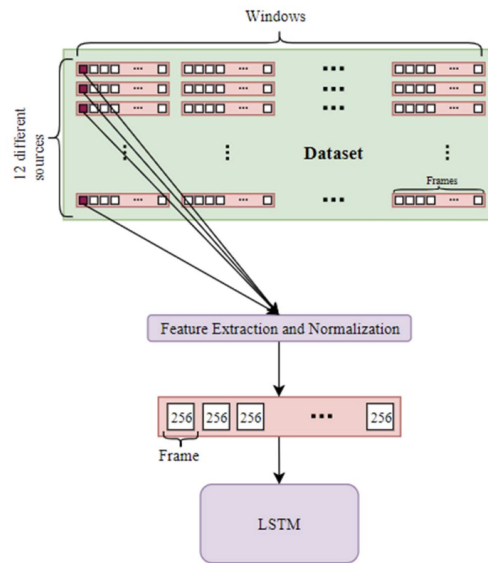 Windows
12 different
sources
Dataset
Frames
Feature Extraction and Normalization
256 256 256 256
Frame
LSTM